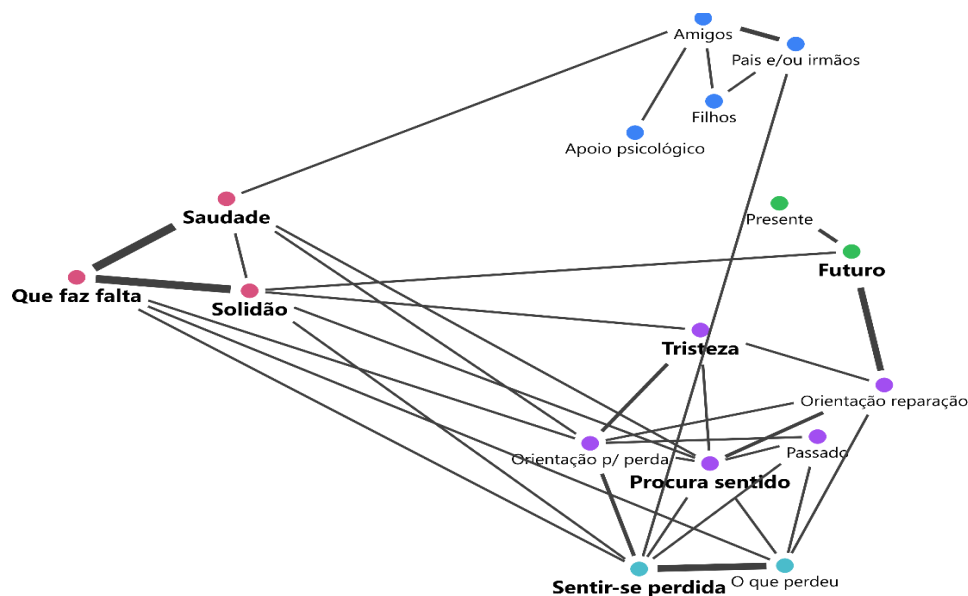 Amigos
Pais e/ou irmãos
Filhos
Apoio psicológico
Saudade
Presente
Futuro
Que faz falta
Solidão
Tristeza
Orientação reparação
Orientação p/ perda
Passado
Procura sentido
Sentir-se perdida
O que perdeu